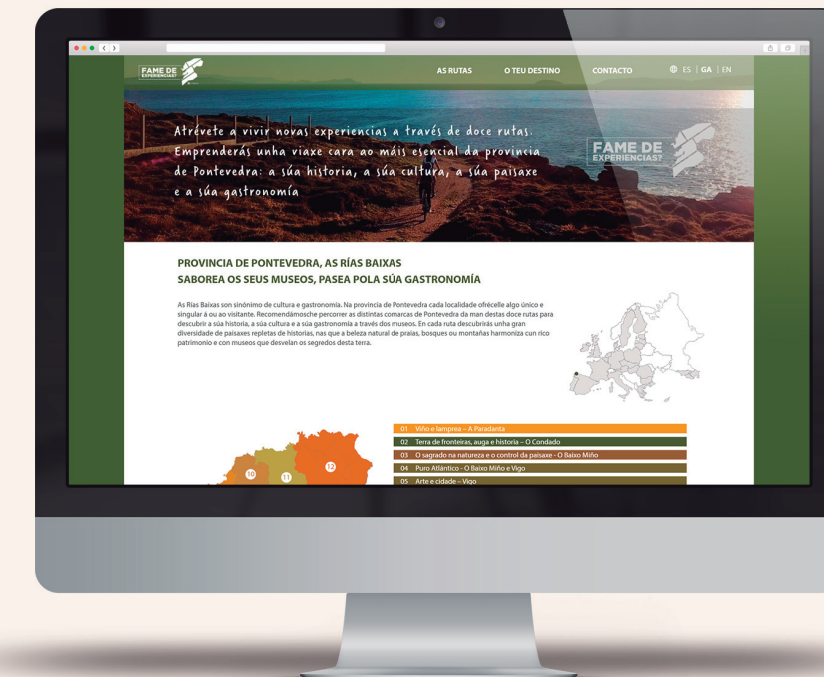 FAME DE
EXPERIENCIAS?
AS RUTAS
O TEU DESTINO
CONTACTO
ES | GA | EN
Atrévete a vivir novas experiencias a través de doce rutas.
Emprenderás unha viaxe cara ao máis esencial da provincia
de Pontevedra: a súa historia, a súa cultura, a súa paisaxe
e a súa gastronomía
FAME DE
EXPERIENCIAS?
PROVINCIA DE PONTEVEDRA, AS RÍAS BAIXAS
SABOREA OS SEUS MUSEOS, PASEA POLA SÚA GASTRONOMÍA
As Rías Baixas son sinónimo de cultura e gastronomía. Na provincia de Pontevedra cada localidade ofrécelle algo único e
singular á ou ao visitante. Recomendámosche percorrer as distintas comarcas de Pontevedra da man destas doce rutas para
descubrir a súa historia, a súa cultura e a súa gastronomía a través dos museos. En cada ruta descubrirás unha gran
diversidade de paisaxes repletas de historias, nas que a beleza natural de praias, bosques ou montañas harmoniza cun rico
patrimonio e con museos que desvelan os segredos desta terra.
01 Viño e lamprea – A Paradanta
02 Terra de fronteiras, auga e historia – O Condado
03 O sagrado na natureza e o control da paisaxe - O Baixo Miño
04 Puro Atlántico - O Baixo Miño e Vigo
05 Arte e cidade – Vigo
10
11
12